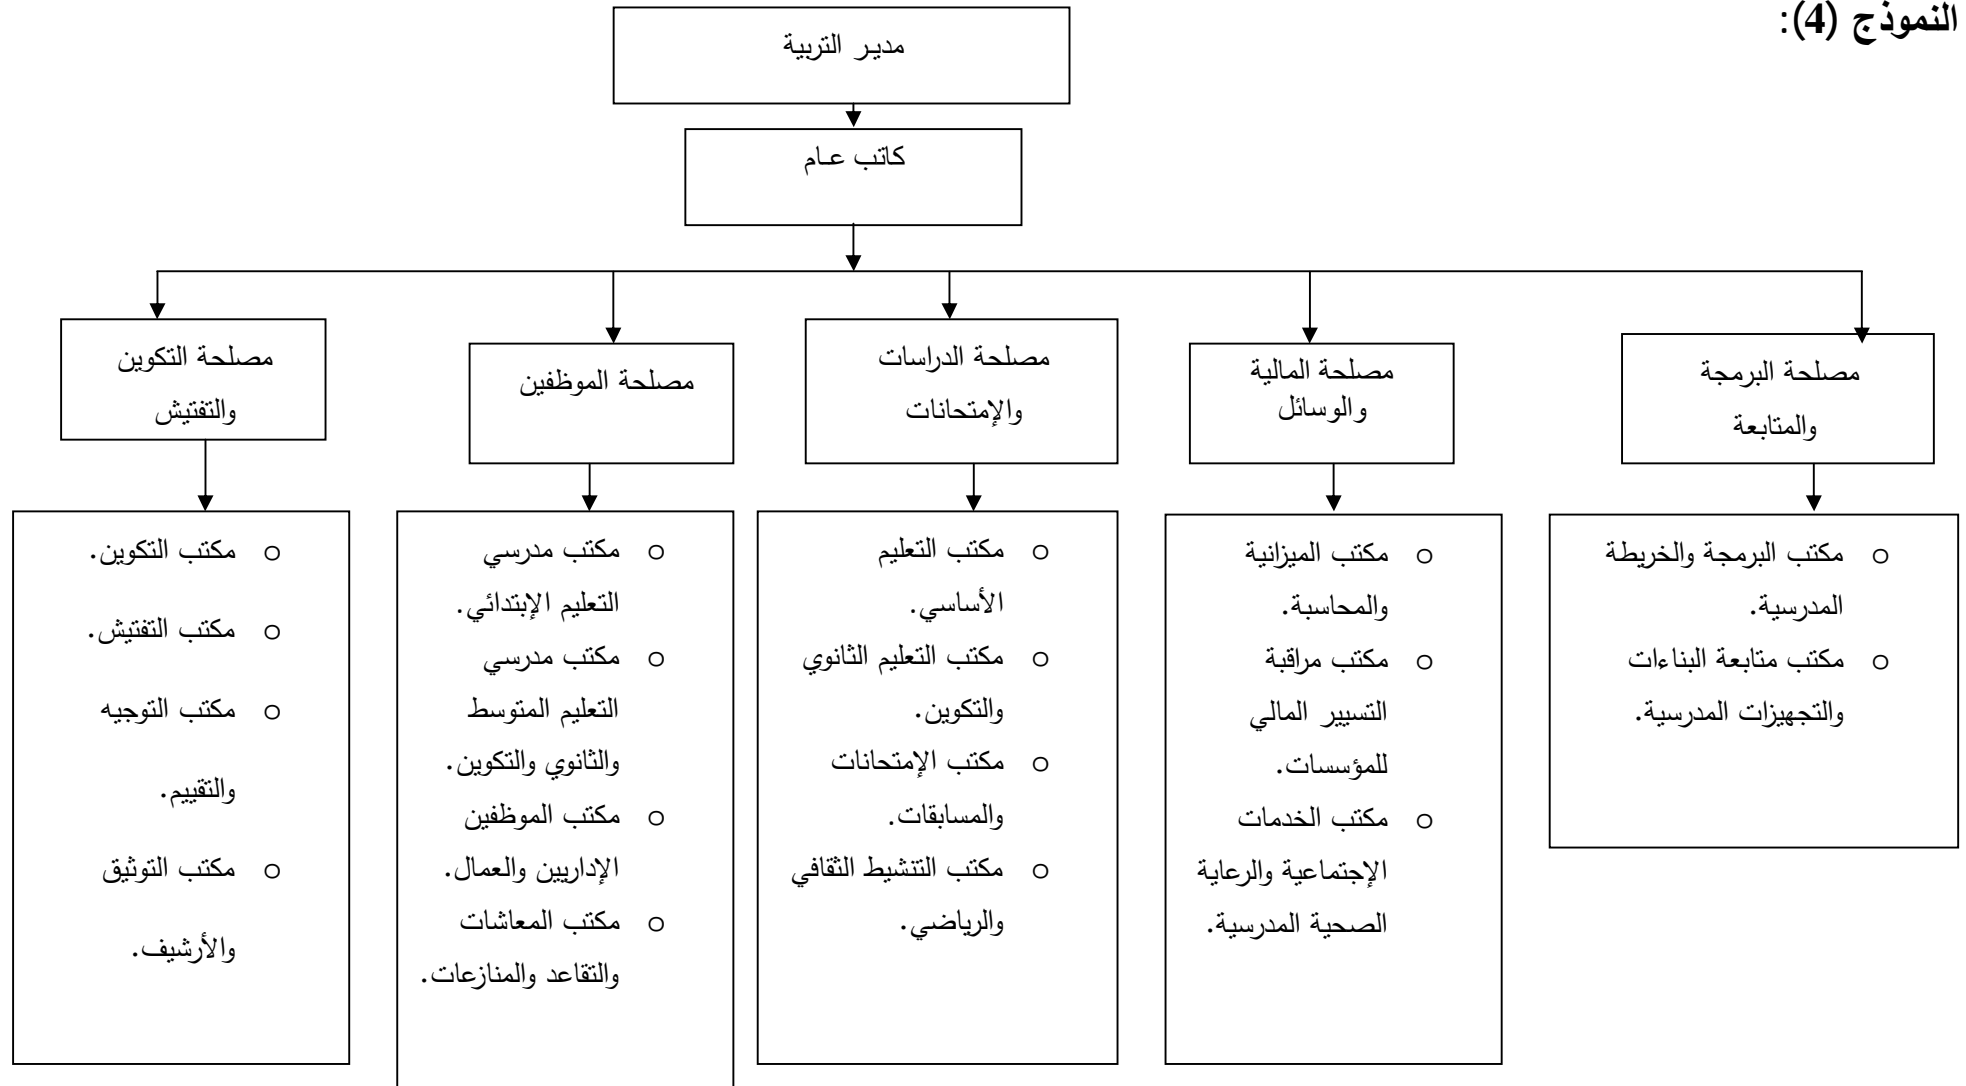 النموذج (4):
مدير التربية
كاتب عام
مصلحة البرمجة
والمتابعة
مصلحة المالية
والوسائل
مصلحة الدراسات
والإمتحانات
مصلحة الموظفين
مصلحة التكوين
والتفتيش
o مكتب البرمجة والخريطة
المدرسية.
o مكتب متابعة البناءات
والتجهيزات المدرسية.
o مكتب الميزانية
والمحاسبة.
o مكتب مراقبة
التسيير المالي
للمؤسسات.
o مكتب الخدمات
الإجتماعية والرعاية
الصحية المدرسية.
o مكتب التعليم
الأساسي.
o مكتب التعليم الثانوي
والتكوين.
o مكتب الإمتحانات
والمسابقات.
o مكتب التنشيط الثقافي
والرياضي.
o مكتب مدرسي
التعليم الإبتدائي.
o مكتب مدرسي
التعليم المتوسط
والثانوي والتكوين.
o مكتب الموظفين
الإداريين والعمال.
o مكتب المعاشات
والتقاعد والمنازعات.
o مكتب التكوين.
o مكتب التفتيش.
o مكتب التوجيه
والتقييم.
o مكتب التوثيق
والأرشيف.